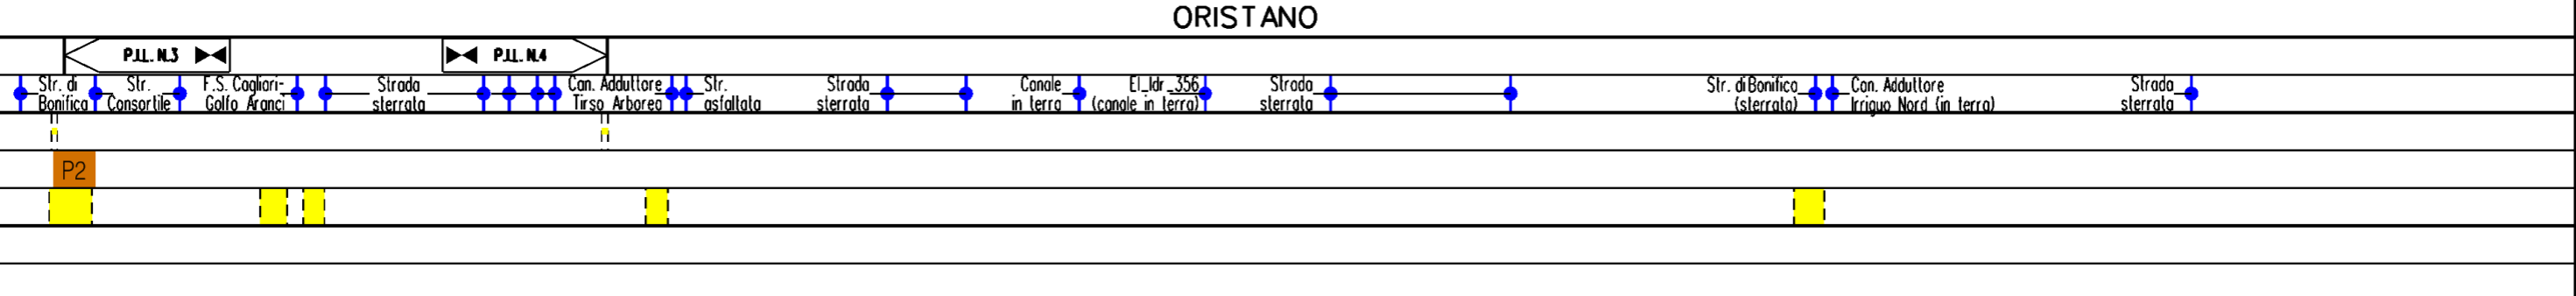 ORISTANO
P.I.L. N.3
P.I.L. N.4
Str. di
Bonifica
Str.
Consortile
F.S. Cagliari-
Golfo Aranci
Strada
sterrata
Can. Adduttore
Tirso Arborea
Str.
asfaltata
Strada
sterrata
Canale
in terra
El_Idr_356
(canale in terra)
Strada
sterrata
Str. di Bonifica
(sterrata)
Can. Adduttore
Irriguo Nord (in terra)
Strada
sterrata
P2